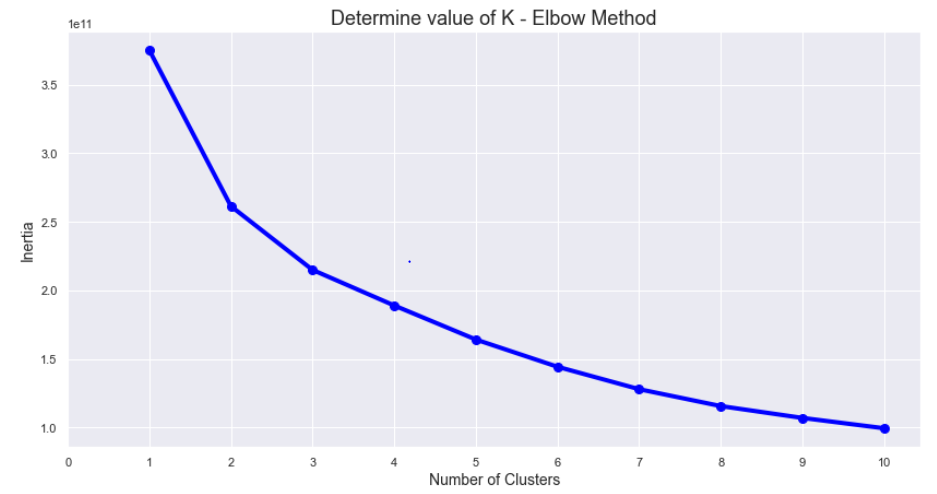 Determine value of K - Elbow Method
1e11
3.5
3.0
2.5
2.0
1.5
1.0
Inertia
0 1 2 3 4 5 6 7 8 9 10
Number of Clusters